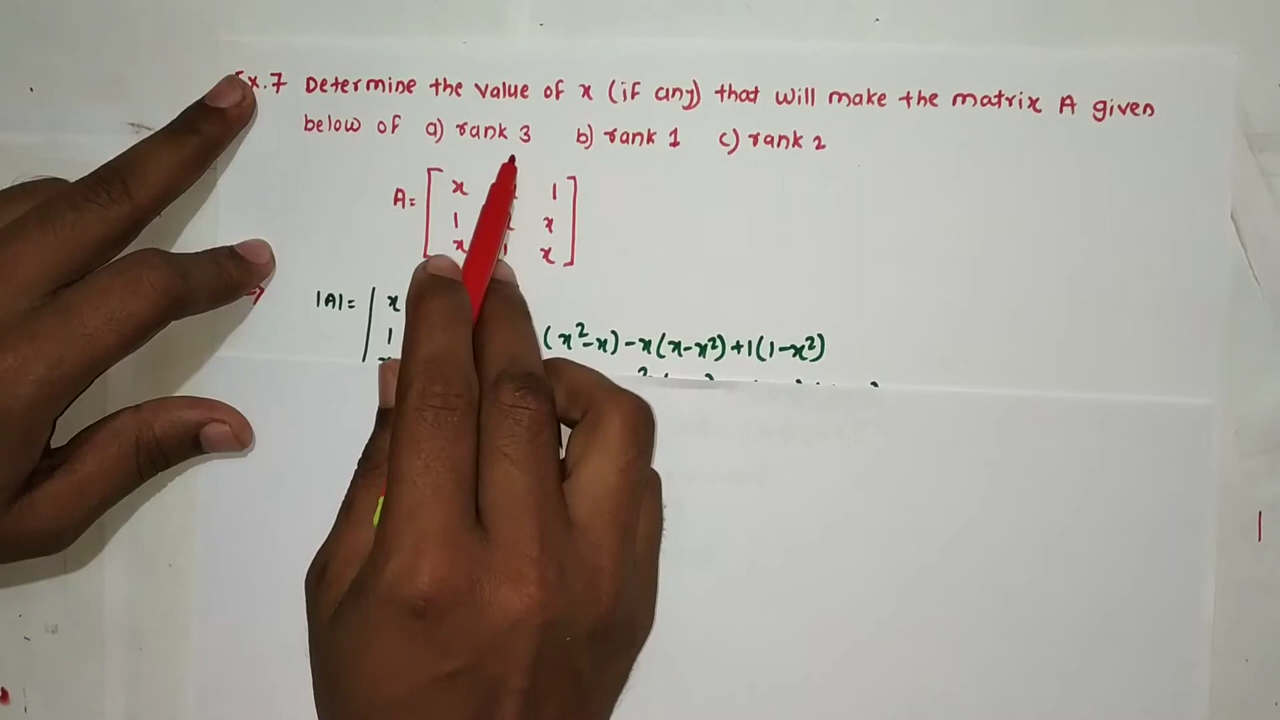 Ex.7 Determine the value of x (if any) that will make the matrix A given
below of a) rank 3 b) rank 1 c) rank 2
A= [ x 1
1 x
x 1 x ]
|A|= | x
1 (x²-x) -x(x-x²)+1(1-x²)